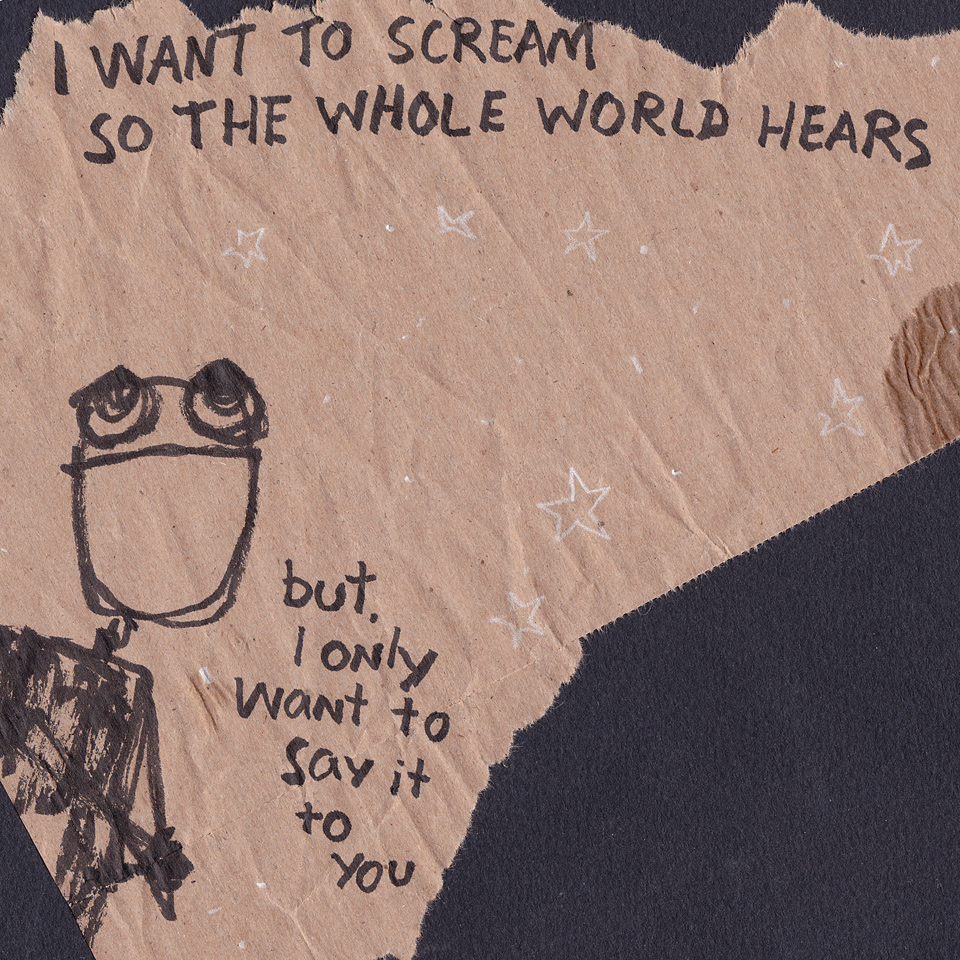 I WANT TO SCREAM
SO THE WHOLE WORLD HEARS
but,
I only
want to
say it
to
you